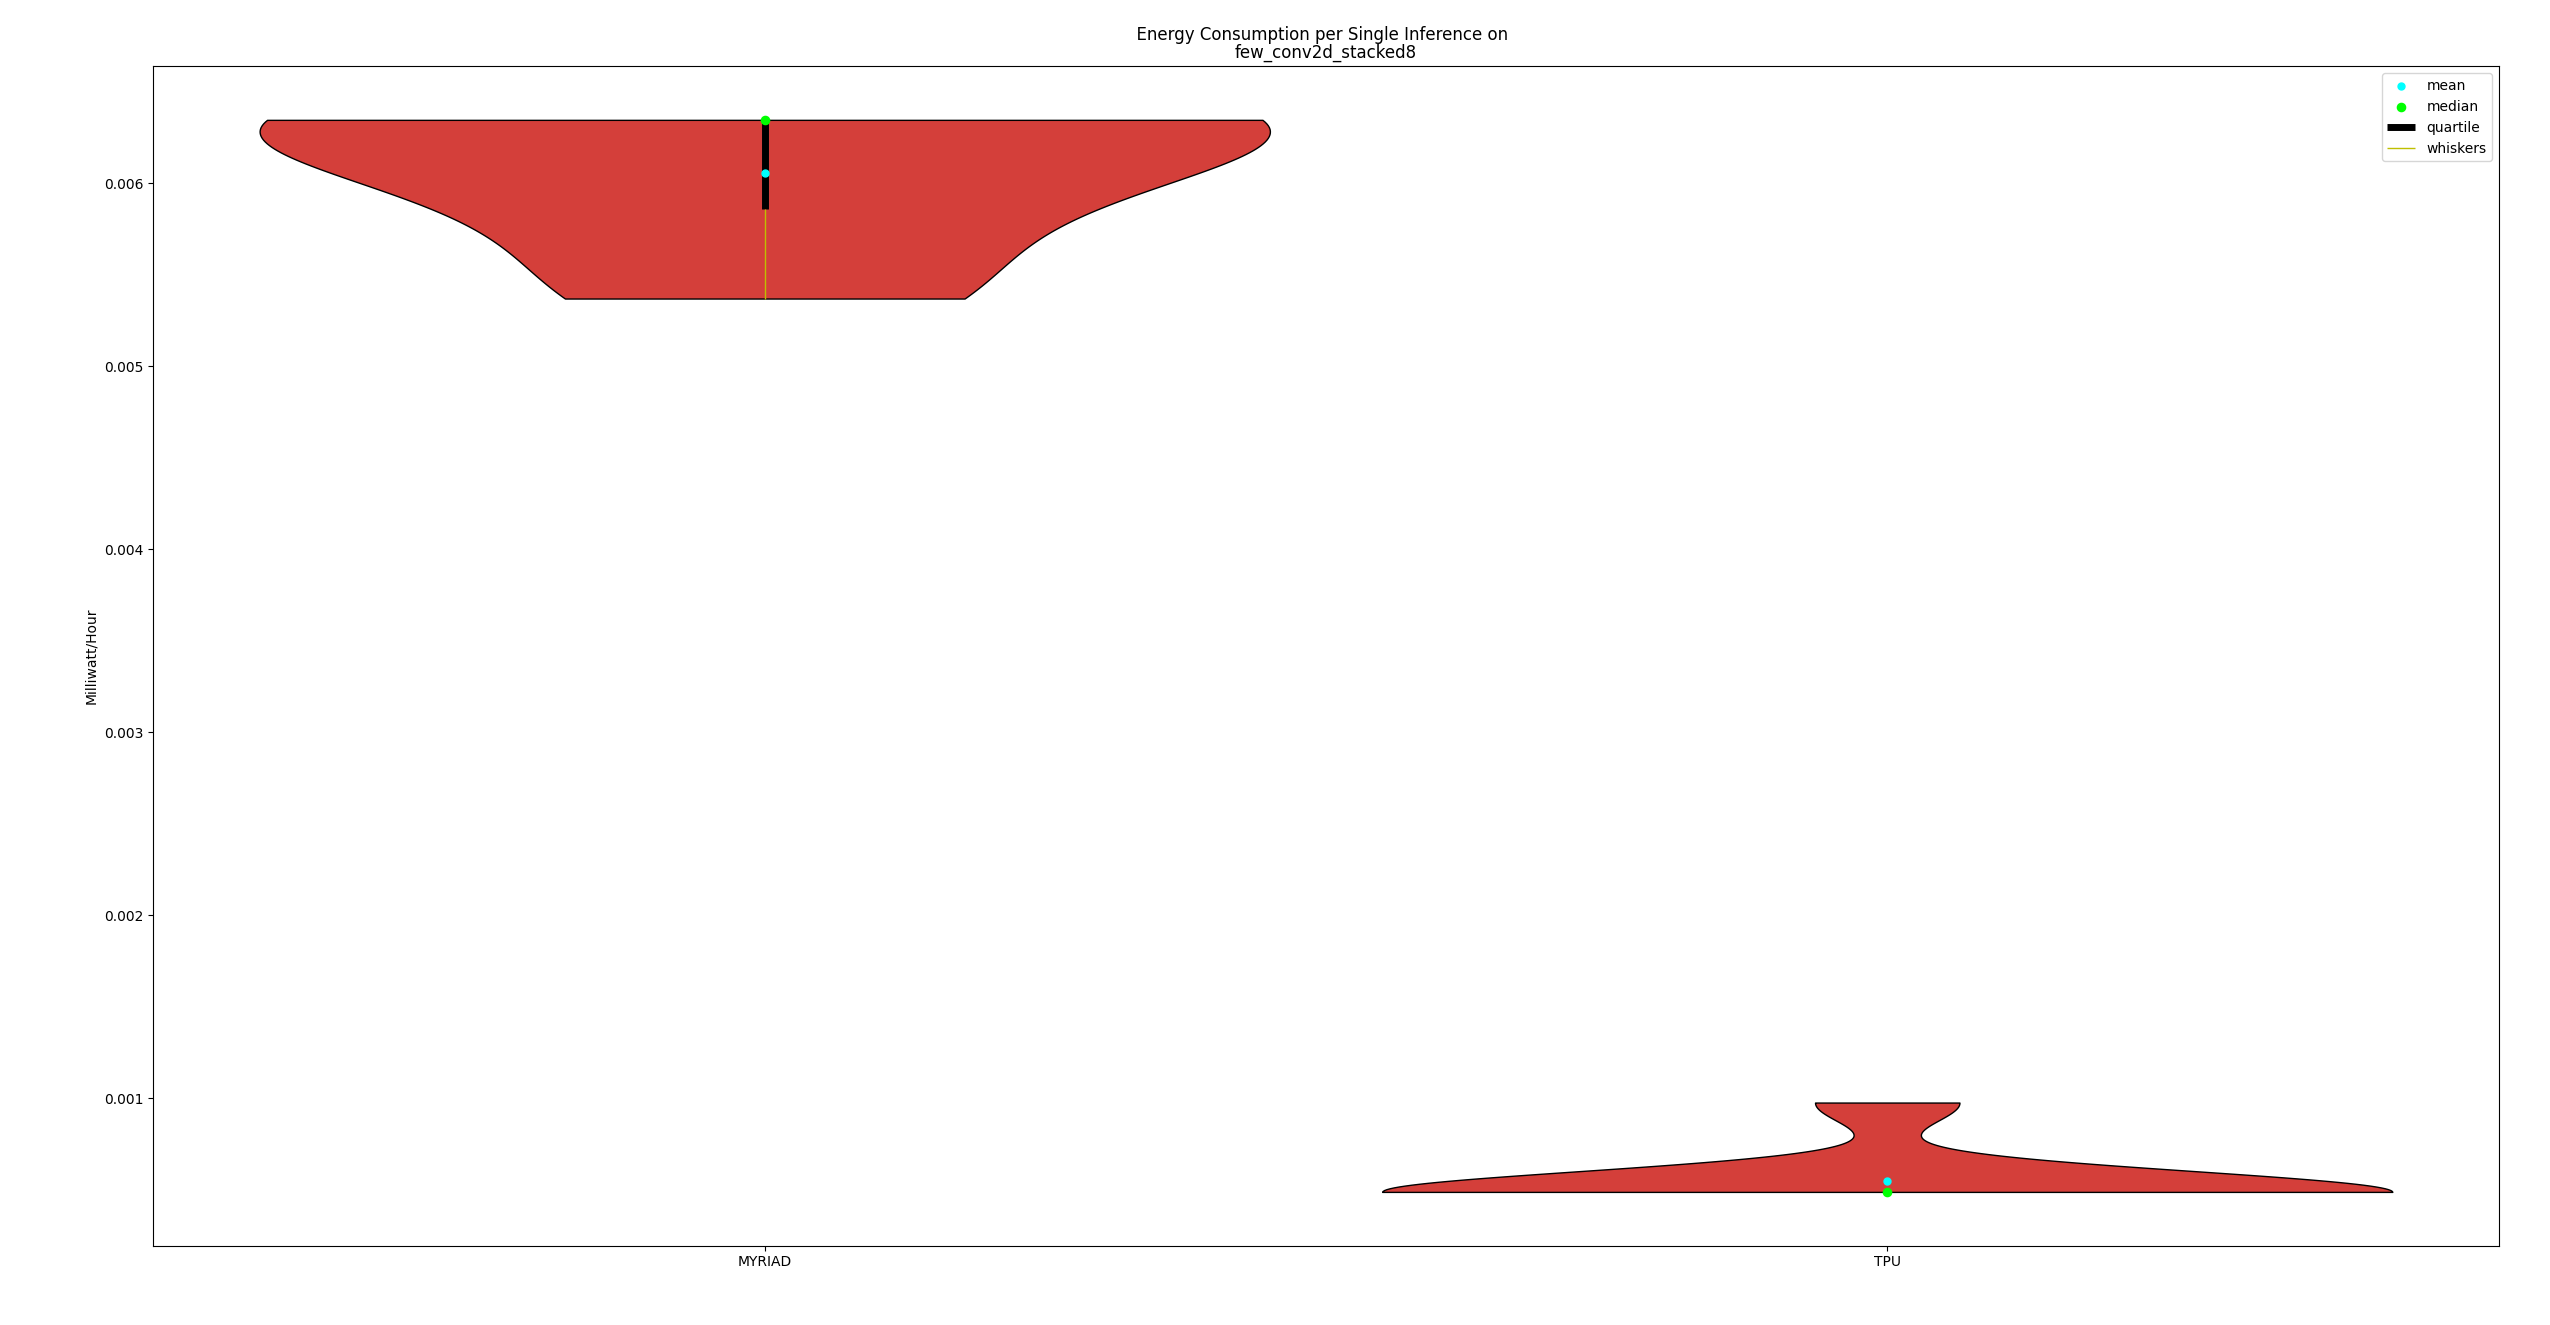 Energy Consumption per Single Inference on
few_conv2d_stacked8
mean
median
quartile
whiskers
0.006
0.005
0.004
0.003
0.002
0.001
Milliwatt/Hour
MYRIAD
TPU